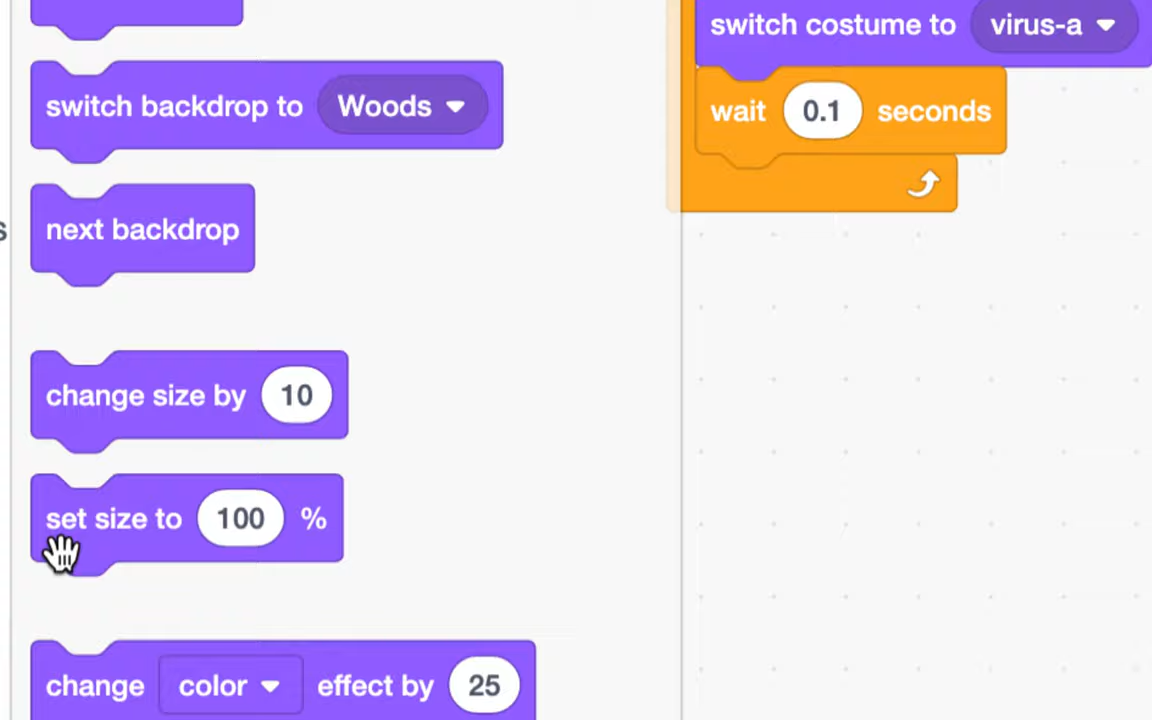 switch costume to virus-a
switch backdrop to Woods
wait 0.1 seconds
next backdrop
change size by 10
set size to 100 %
change color effect by 25